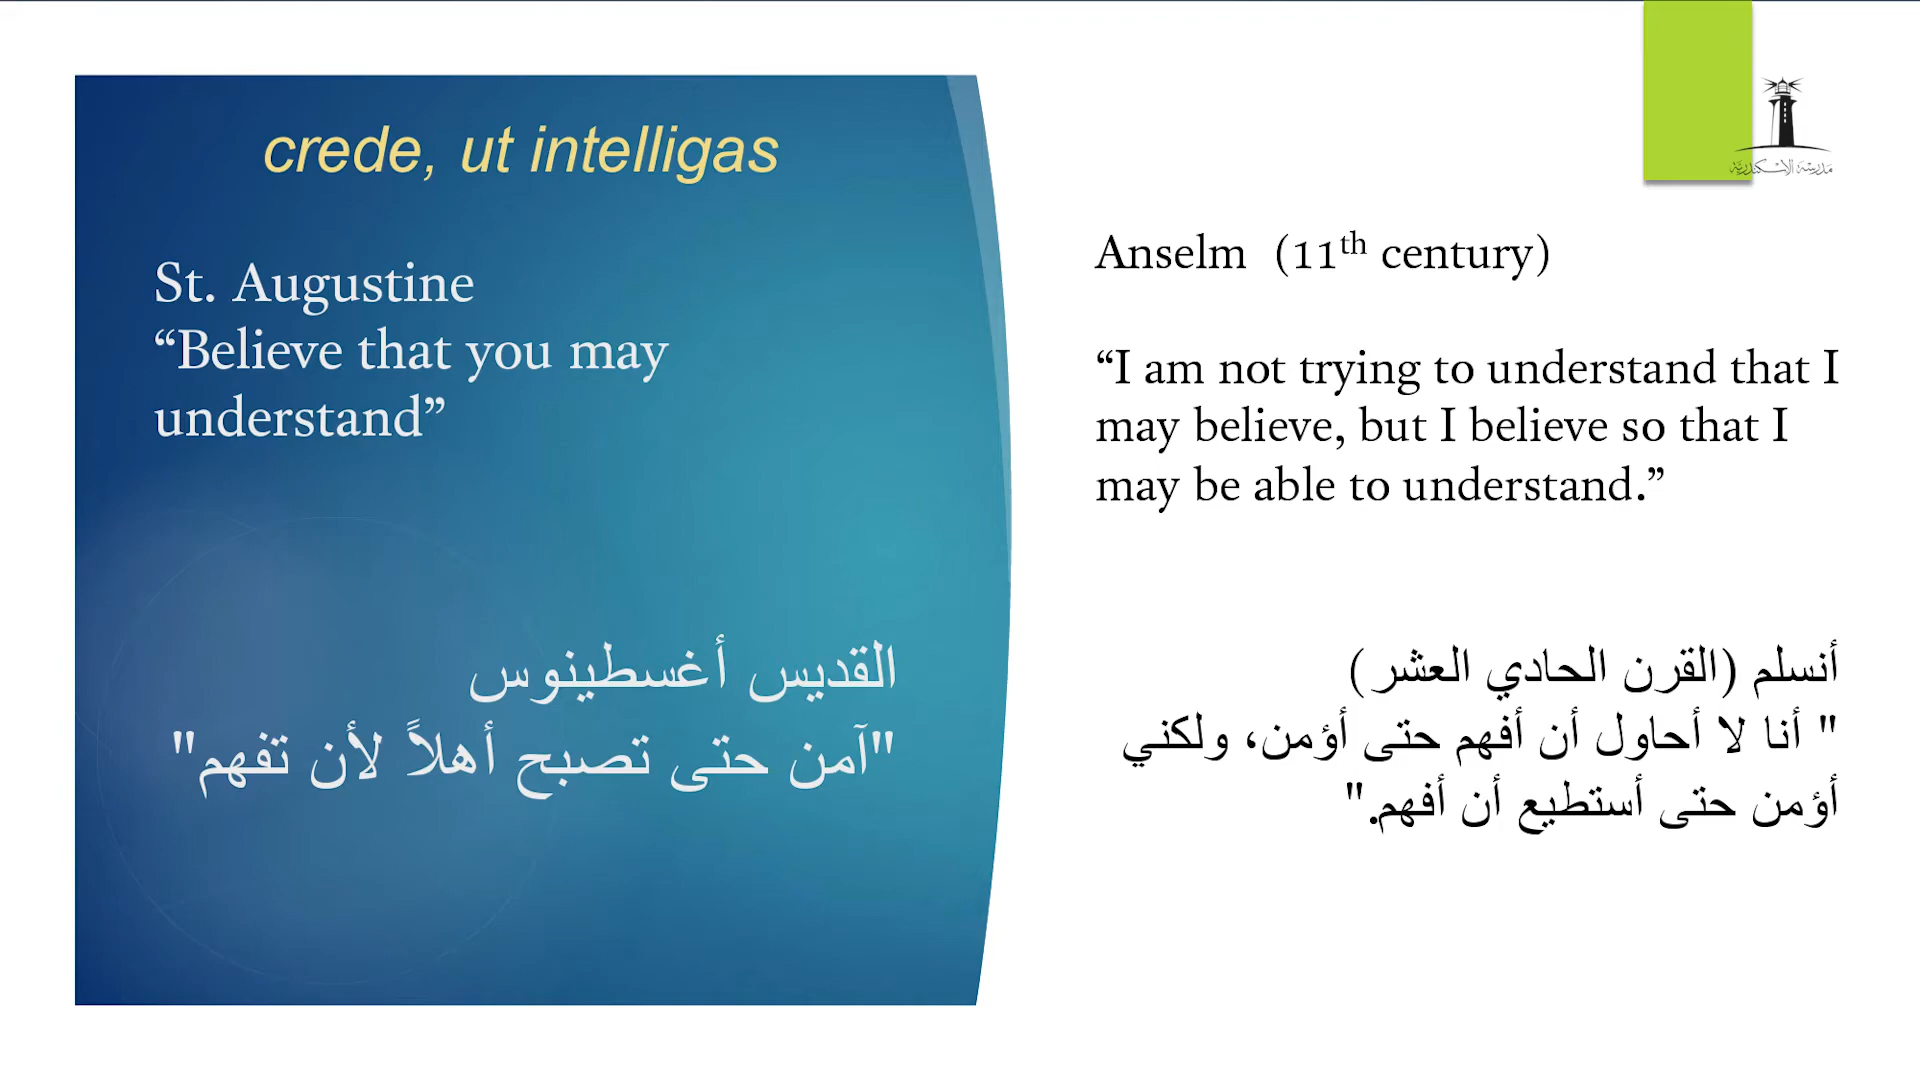 crede, ut intelligas
St. Augustine
“Believe that you may
understand”
القديس أغسطينوس
"آمن حتى تصبح أهلاً لأن تفهم"
مدرسة الإسكندرية
Anselm (11th century)
“I am not trying to understand that I
may believe, but I believe so that I
may be able to understand.”
أنسلم (القرن الحادي العشر)
" أنا لا أحاول أن أفهم حتى أؤمن، ولكني
أؤمن حتى أستطيع أن أفهم."